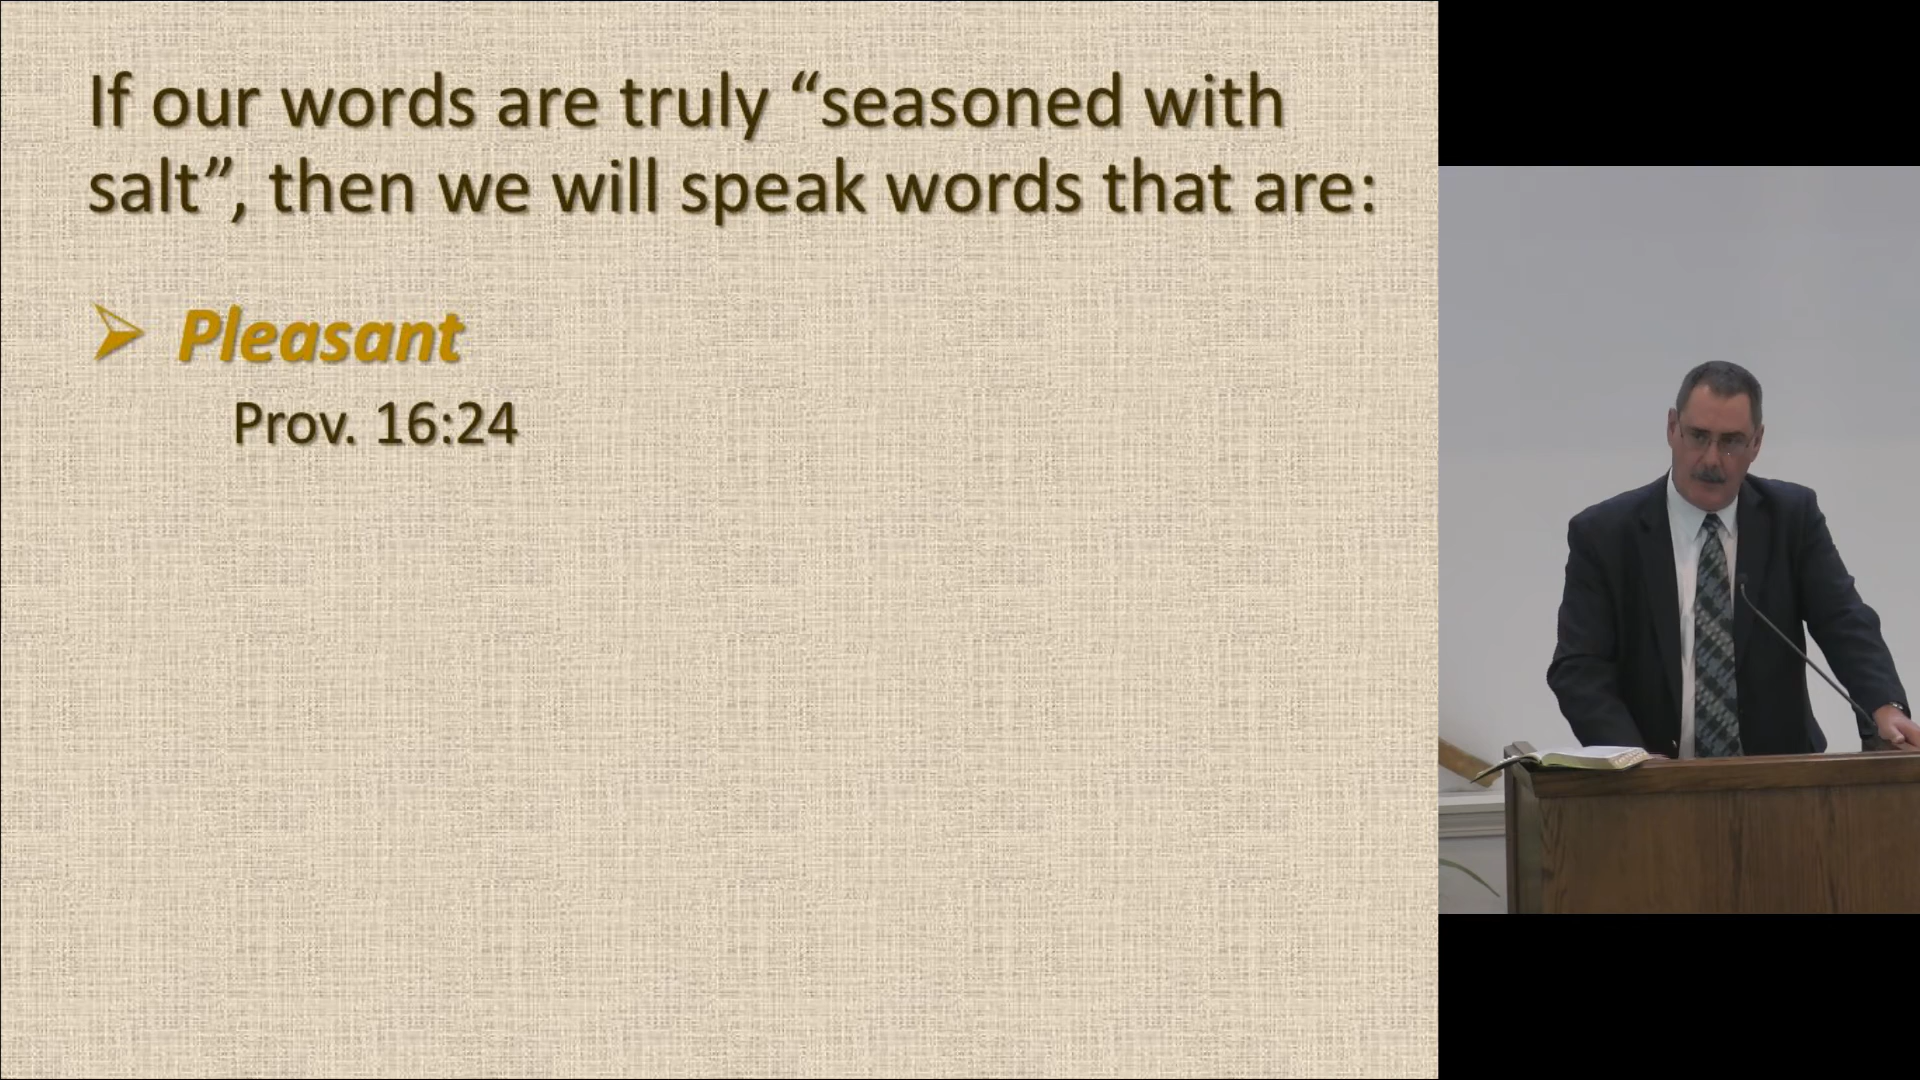 If our words are truly “seasoned with
salt”, then we will speak words that are:
Pleasant
Prov. 16:24